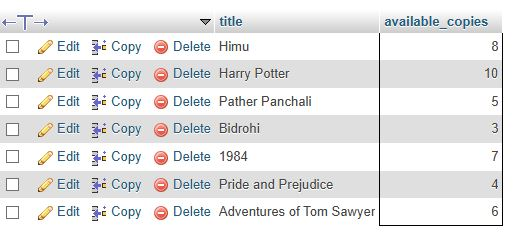 title available_copies
Edit Copy Delete Himu 8
Edit Copy Delete Harry Potter 10
Edit Copy Delete Pather Panchali 5
Edit Copy Delete Bidrohi 3
Edit Copy Delete 1984 7
Edit Copy Delete Pride and Prejudice 4
Edit Copy Delete Adventures of Tom Sawyer 6